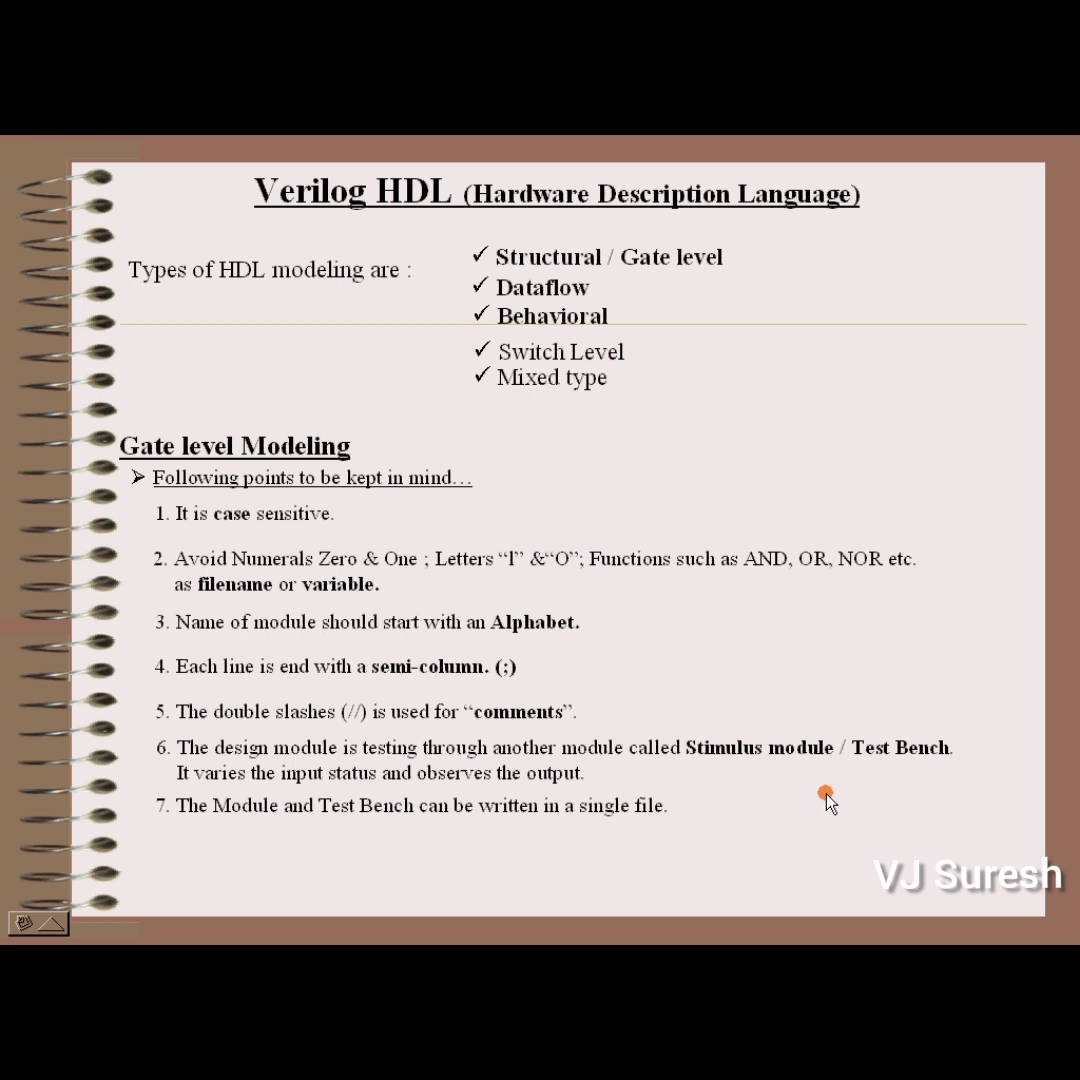 Verilog HDL (Hardware Description Language)
Types of HDL modeling are :
✓ Structural / Gate level
✓ Dataflow
✓ Behavioral
✓ Switch Level
✓ Mixed type
Gate level Modeling
➢ Following points to be kept in mind…
1. It is case sensitive.
2. Avoid Numerals Zero & One ; Letters “l” &“O”; Functions such as AND, OR, NOR etc.
as filename or variable.
3. Name of module should start with an Alphabet.
4. Each line is end with a semi-column. (;)
5. The double slashes (//) is used for “comments”.
6. The design module is testing through another module called Stimulus module / Test Bench.
It varies the input status and observes the output.
7. The Module and Test Bench can be written in a single file.
VJ Suresh